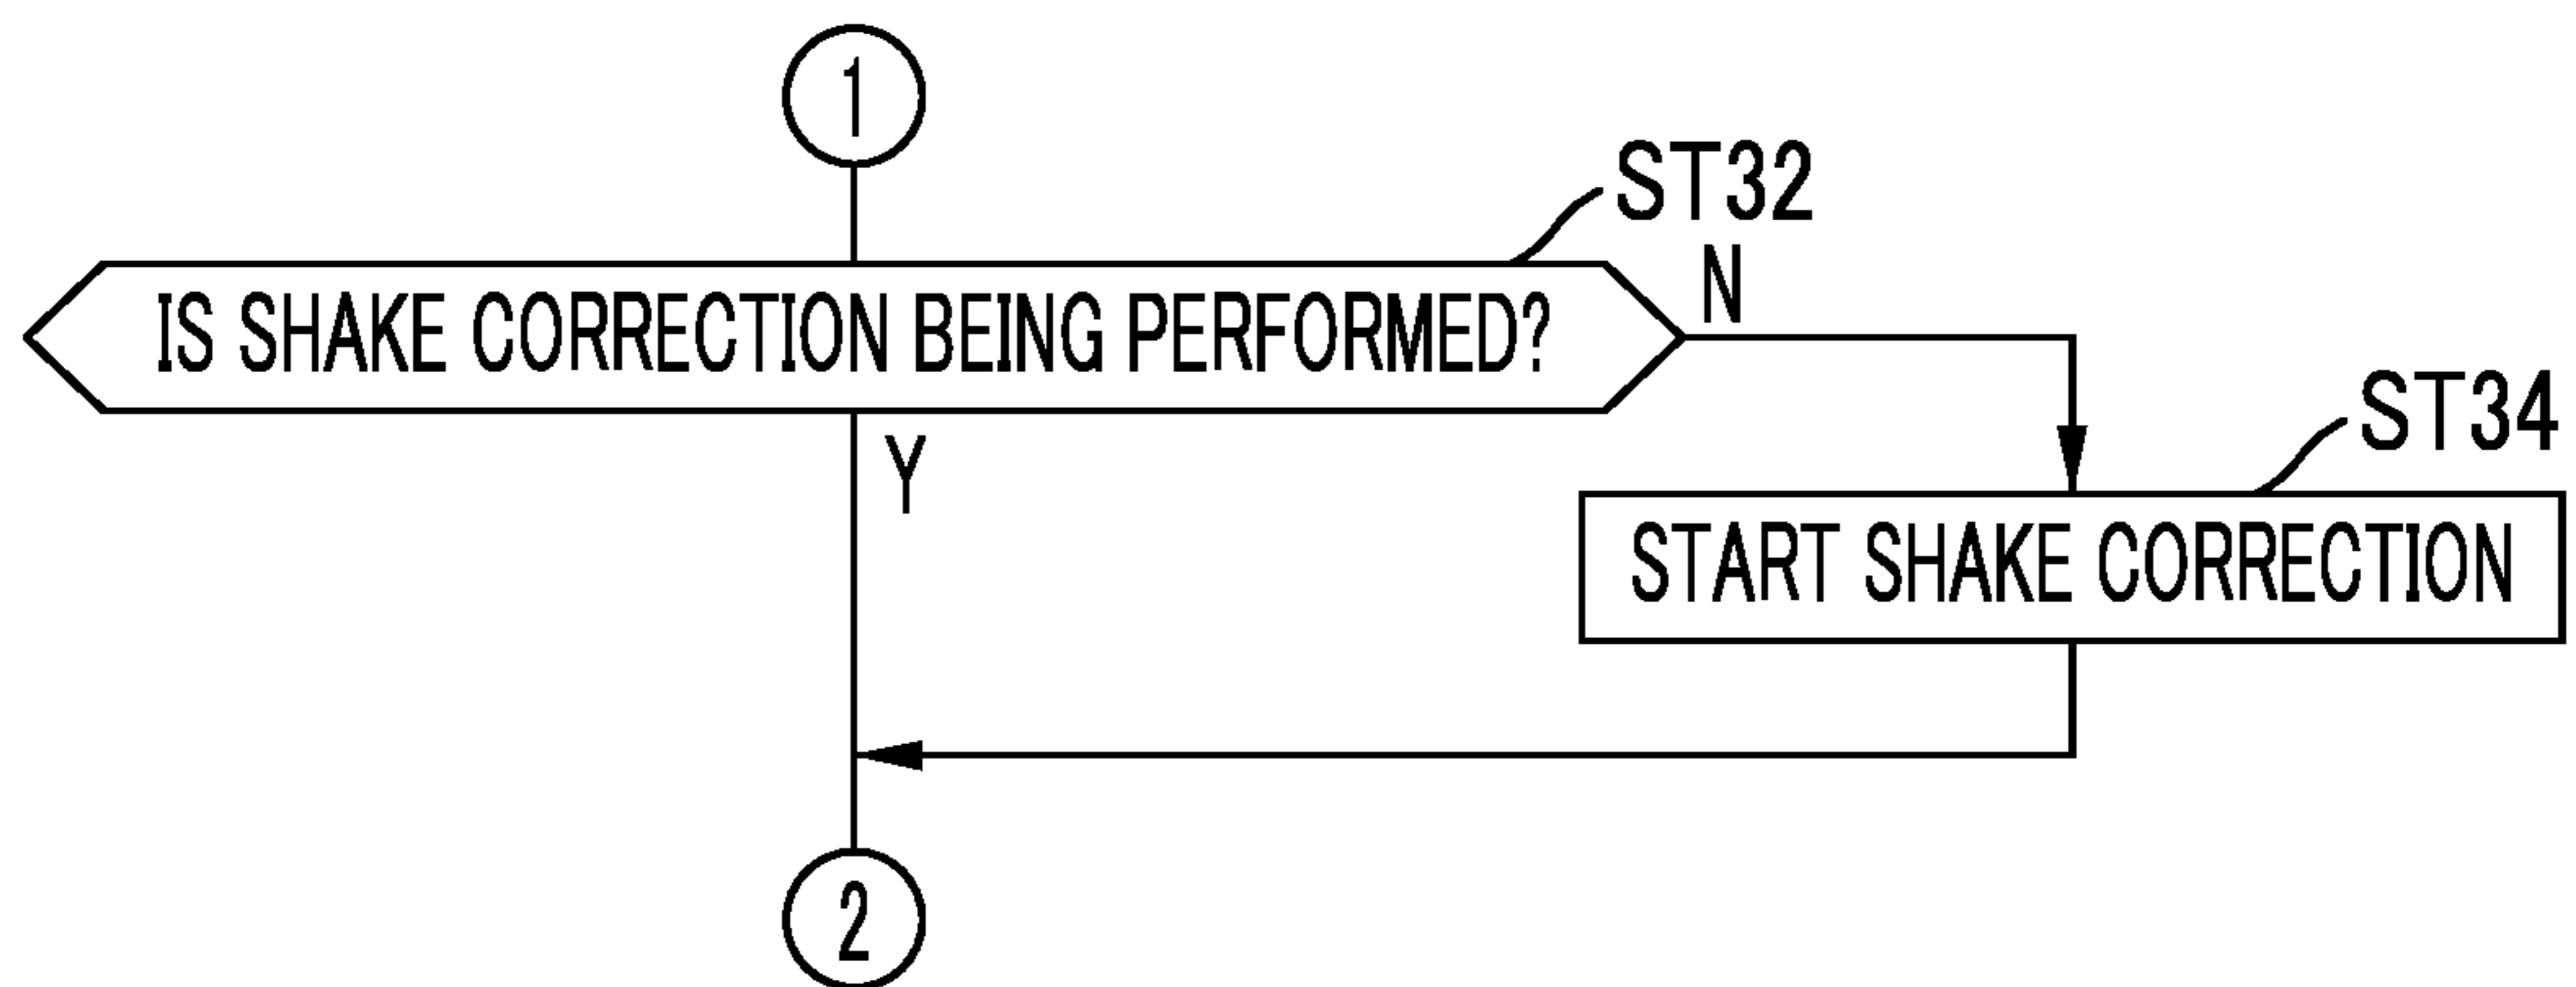 1
ST32
IS SHAKE CORRECTION BEING PERFORMED?
N
Y
ST34
START SHAKE CORRECTION
2